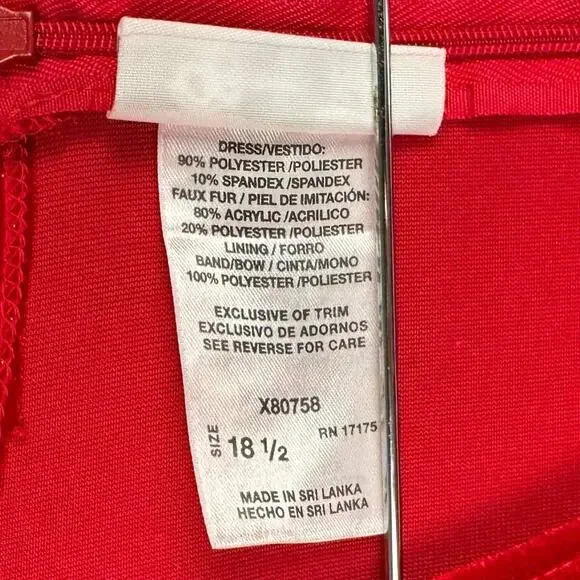 DRESS/VESTIDO:
90% POLYESTER /POLIESTER
10% SPANDEX /SPANDEX
FAUX FUR / PIEL DE IMITACIÓN:
80% ACRYLIC /ACRILICO
20% POLYESTER /POLIESTER
LINING / FORRO
BAND/BOW / CINTA/MONO
100% POLYESTER /POLIESTER
EXCLUSIVE OF TRIM
EXCLUSIVO DE ADORNOS
SEE REVERSE FOR CARE
X80758
SIZE 18 1/2 RN 17175
MADE IN SRI LANKA
HECHO EN SRI LANKA